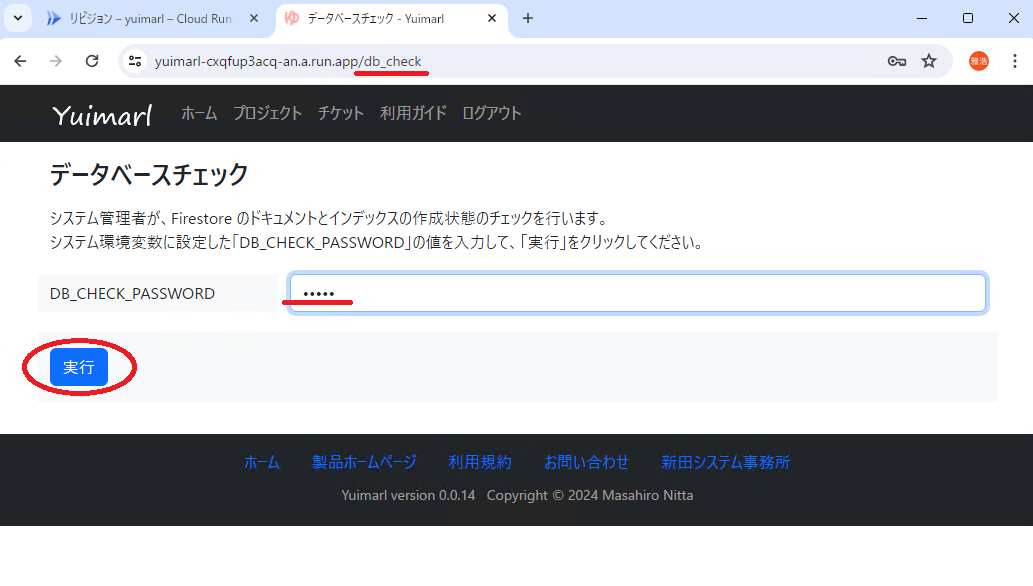 リビジョン – yuimarl – Cloud Run
データベースチェック - Yuimarl
yuimarl-cxqfup3acq-an.a.run.app/db_check
雅浩
Yuimarl ホーム プロジェクト チケット 利用ガイド ログアウト
データベースチェック
システム管理者が、Firestore のドキュメントとインデックスの作成状態のチェックを行います。
システム環境変数に設定した「DB_CHECK_PASSWORD」の値を入力して、「実行」をクリックしてください。
DB_CHECK_PASSWORD •••••
実行
ホーム 製品ホームページ 利用規約 お問い合わせ 新田システム事務所
Yuimarl version 0.0.14 Copyright © 2024 Masahiro Nitta